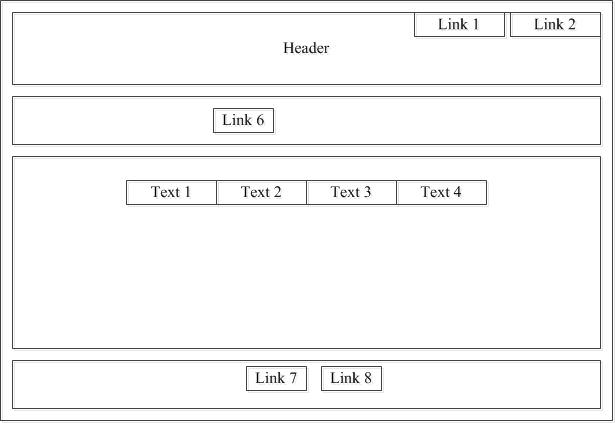 Link 1 Link 2
Header
Link 6
Text 1 Text 2 Text 3 Text 4
Link 7 Link 8